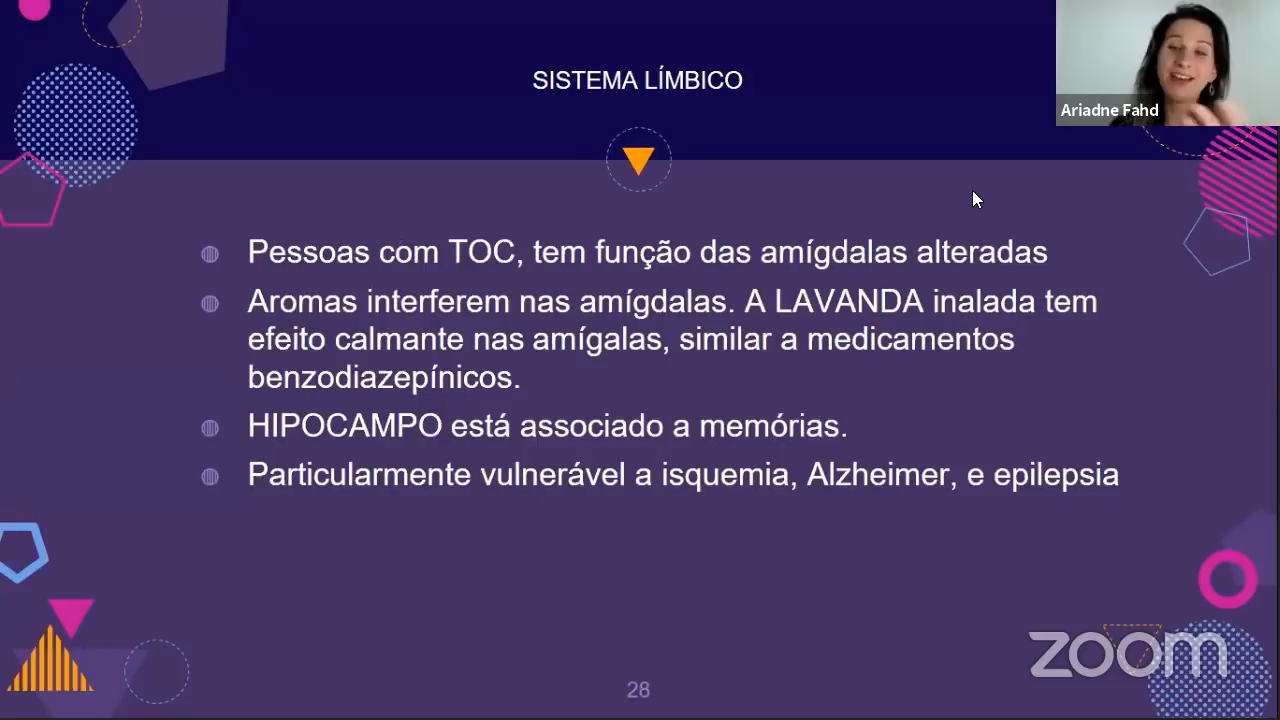 SISTEMA LÍMBICO
Ariadne Fahd
Pessoas com TOC, tem função das amígdalas alteradas
Aromas interferem nas amígdalas. A LAVANDA inalada tem
efeito calmante nas amígalas, similar a medicamentos
benzodiazepínicos.
HIPOCAMPO está associado a memórias.
Particularmente vulnerável a isquemia, Alzheimer, e epilepsia
zoom
28